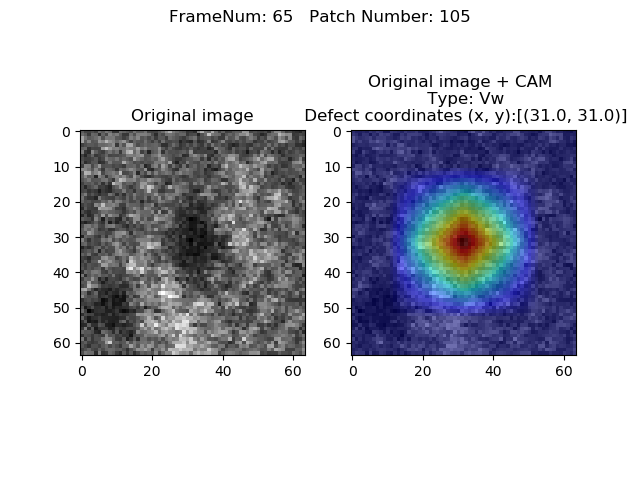 FrameNum: 65   Patch Number: 105
Original image
0
10
20
30
40
50
60
0 20 40 60
Original image + CAM
Type: Vw
Defect coordinates (x, y):[(31.0, 31.0)]
0
10
20
30
40
50
60
0 20 40 60